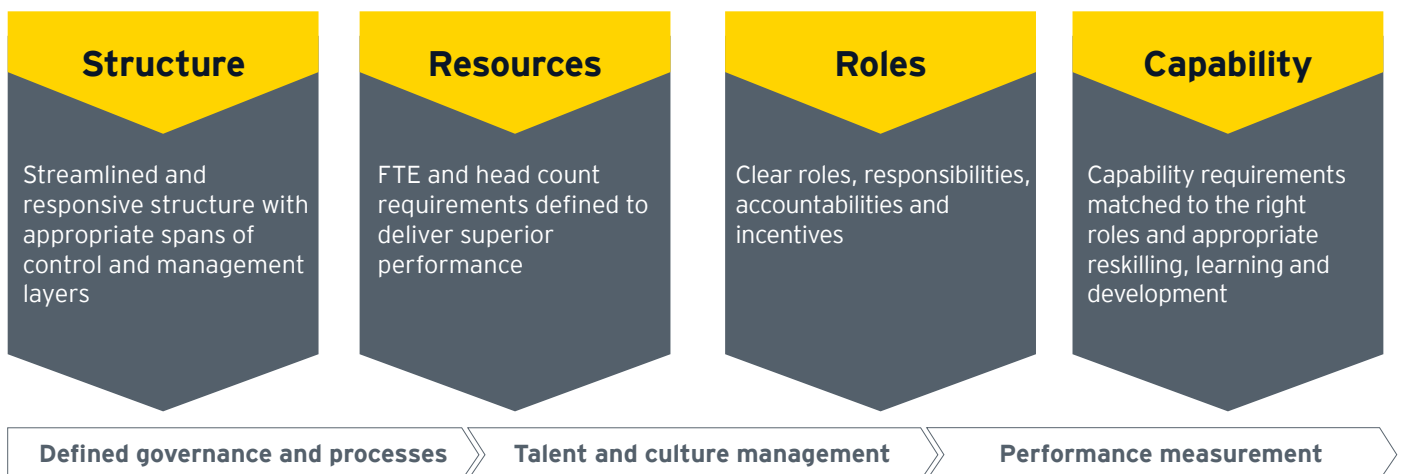 Structure
Streamlined and
responsive structure with
appropriate spans of
control and management
layers
Resources
FTE and head count
requirements defined to
deliver superior
performance
Roles
Clear roles, responsibilities,
accountabilities and
incentives
Capability
Capability requirements
matched to the right
roles and appropriate
reskilling, learning and
development
Defined governance and processes
Talent and culture management
Performance measurement